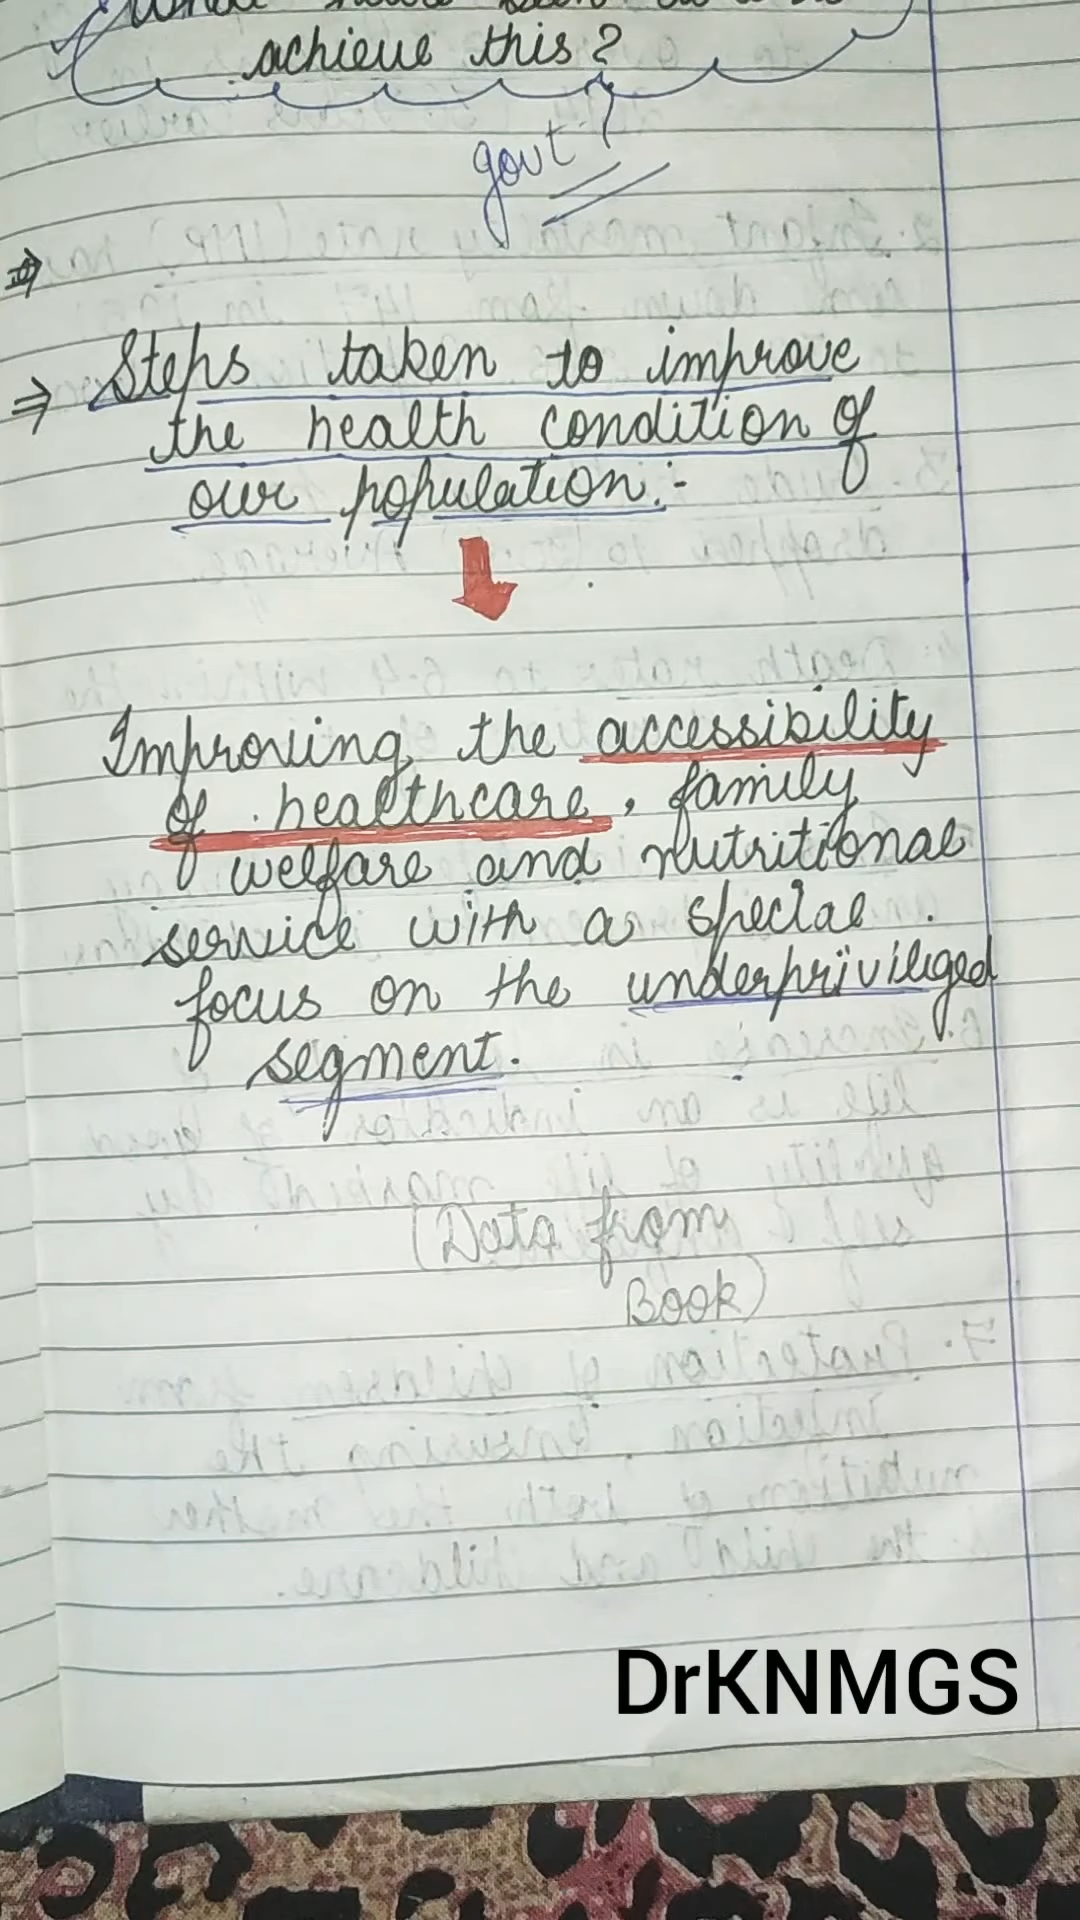 achieve this?
govt?
⇒
⇒ Steps taken to improve
the health condition of
our population:-
Improving the accessibility
of healthcare, family
welfare and nutritional
service with a special
focus on the underpriviliged
segment.
(Data from
Book)
DrKNMGS